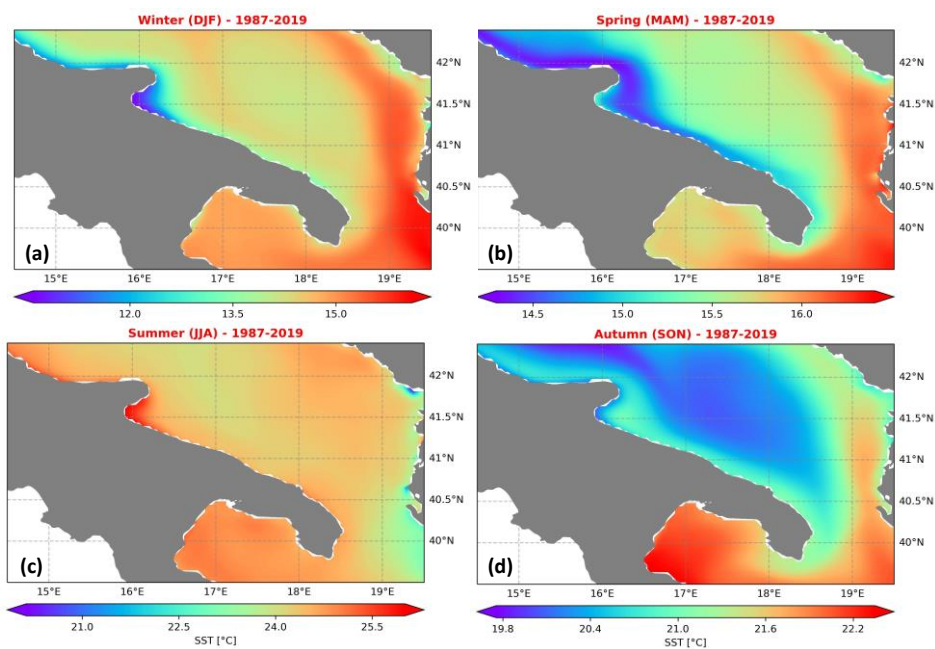 Winter (DJF) - 1987-2019
42°N
41.5°N
41°N
40.5°N
40°N
(a)
15°E 16°E 17°E 18°E 19°E
12.0 13.5 15.0
Spring (MAM) - 1987-2019
42°N
41.5°N
41°N
40.5°N
40°N
(b)
15°E 16°E 17°E 18°E 19°E
14.5 15.0 15.5 16.0
Summer (JJA) - 1987-2019
42°N
41.5°N
41°N
40.5°N
40°N
(c)
15°E 16°E 17°E 18°E 19°E
21.0 22.5 24.0 25.5
SST [°C]
Autumn (SON) - 1987-2019
42°N
41.5°N
41°N
40.5°N
40°N
(d)
15°E 16°E 17°E 18°E 19°E
19.8 20.4 21.0 21.6 22.2
SST [°C]